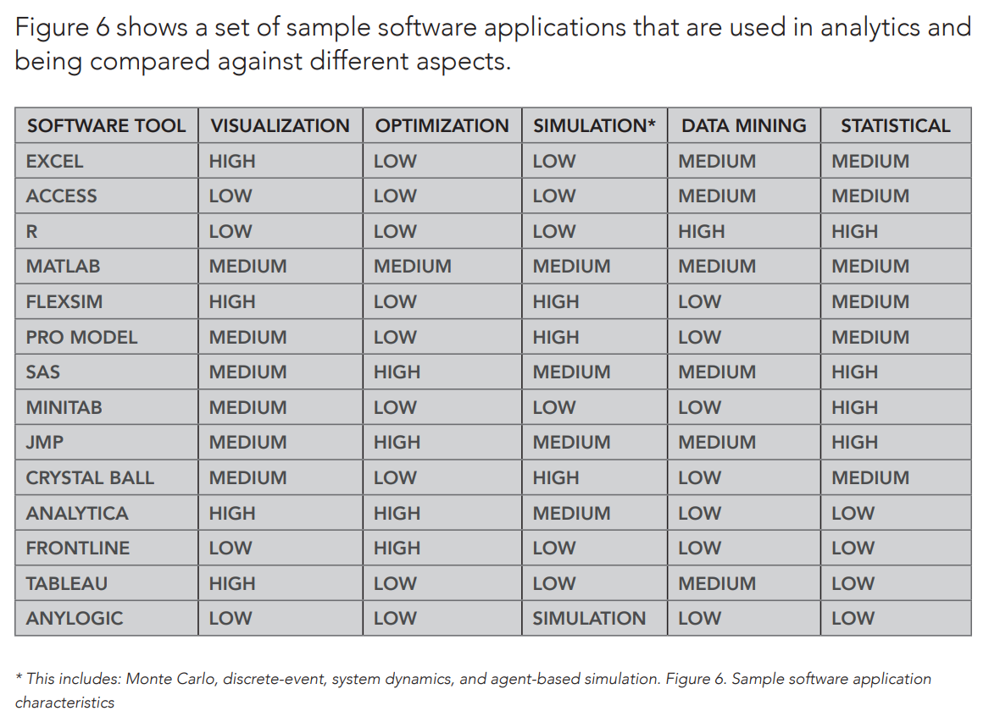 Figure 6 shows a set of sample software applications that are used in analytics and
being compared against different aspects.
SOFTWARE TOOL VISUALIZATION OPTIMIZATION SIMULATION* DATA MINING STATISTICAL
EXCEL HIGH LOW LOW MEDIUM MEDIUM
ACCESS LOW LOW LOW MEDIUM MEDIUM
R LOW LOW LOW HIGH HIGH
MATLAB MEDIUM MEDIUM MEDIUM MEDIUM MEDIUM
FLEXSIM HIGH LOW HIGH LOW MEDIUM
PRO MODEL MEDIUM LOW HIGH LOW MEDIUM
SAS MEDIUM HIGH MEDIUM MEDIUM HIGH
MINITAB MEDIUM LOW LOW LOW HIGH
JMP MEDIUM HIGH MEDIUM MEDIUM HIGH
CRYSTAL BALL MEDIUM LOW HIGH LOW MEDIUM
ANALYTICA HIGH HIGH MEDIUM LOW LOW
FRONTLINE LOW HIGH LOW LOW LOW
TABLEAU HIGH LOW LOW MEDIUM LOW
ANYLOGIC LOW LOW SIMULATION LOW LOW
* This includes: Monte Carlo, discrete-event, system dynamics, and agent-based simulation. Figure 6. Sample software application
characteristics